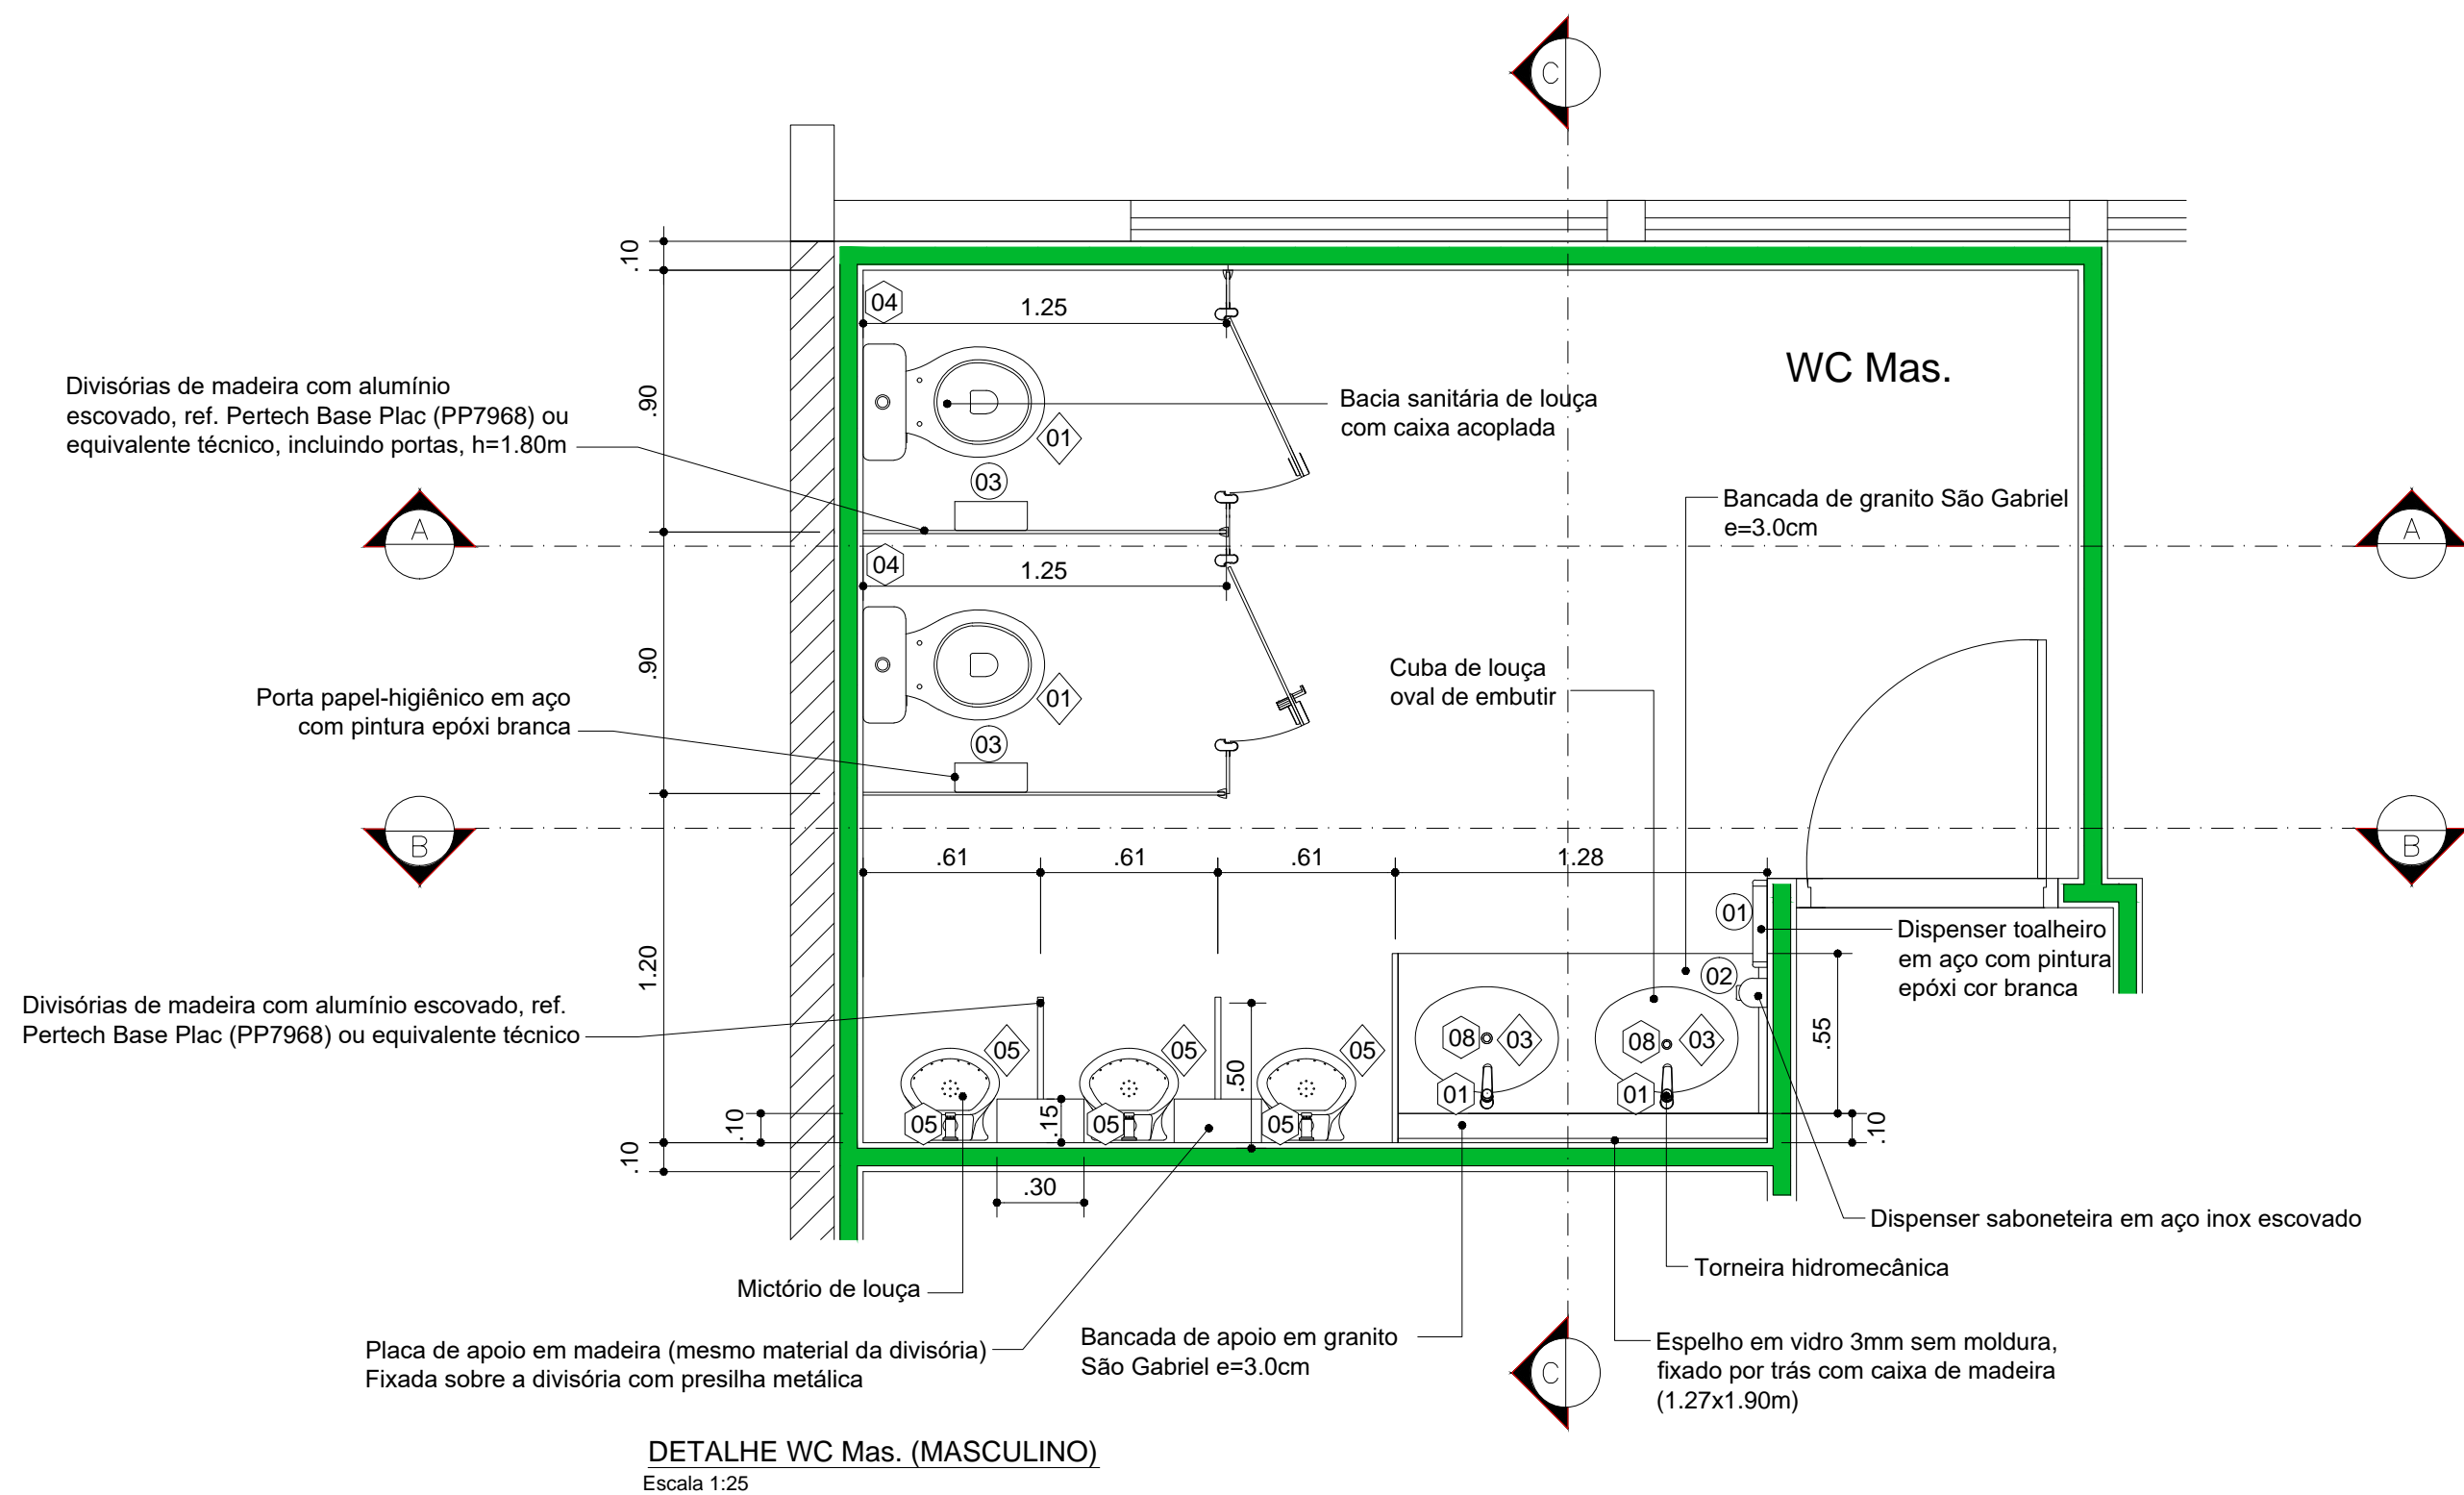 C
.10
04
1.25
WC Mas.
Divisórias de madeira com alumínio
escovado, ref. Pertech Base Plac (PP7968) ou
equivalente técnico, incluindo portas, h=1.80m
.90
Bacia sanitária de louça
com caixa acoplada
01
03
Bancada de granito São Gabriel
e=3.0cm
A
A
04
1.25
.90
Cuba de louça
oval de embutir
Porta papel-higiênico em aço
com pintura epóxi branca
01
03
B
B
.61
.61
.61
1.28
01
Dispenser toalheiro
em aço com pintura
epóxi cor branca
1.20
02
Divisórias de madeira com alumínio escovado, ref.
Pertech Base Plac (PP7968) ou equivalente técnico
05
05
05
08
03
08
03
.55
.50
01
01
.10
05
.15
05
05
.10
.10
.30
Dispenser saboneteira em aço inox escovado
Torneira hidromecânica
Mictório de louça
Placa de apoio em madeira (mesmo material da divisória)
Fixada sobre a divisória com presilha metálica
Bancada de apoio em granito
São Gabriel e=3.0cm
C
Espelho em vidro 3mm sem moldura,
fixado por trás com caixa de madeira
(1.27x1.90m)
DETALHE WC Mas. (MASCULINO)
Escala 1:25